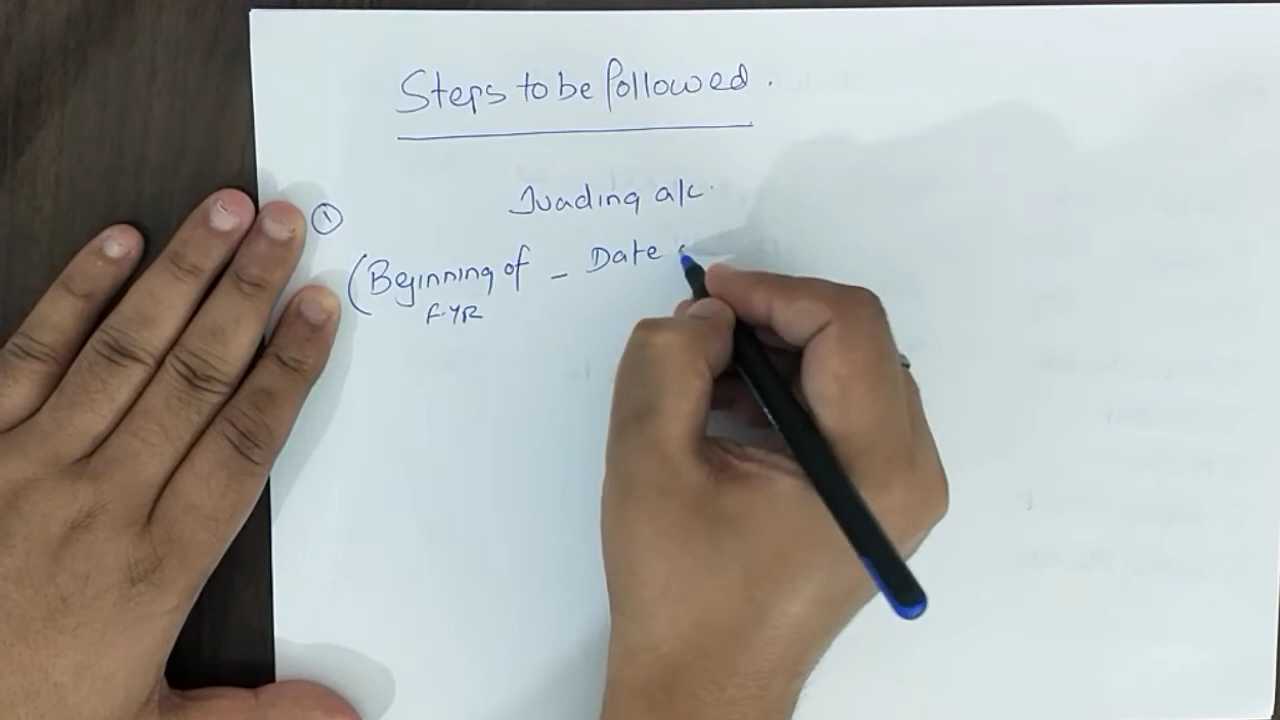 Steps to be followed.
Trading a/c.
①
(Beginning of - Date
F.YR